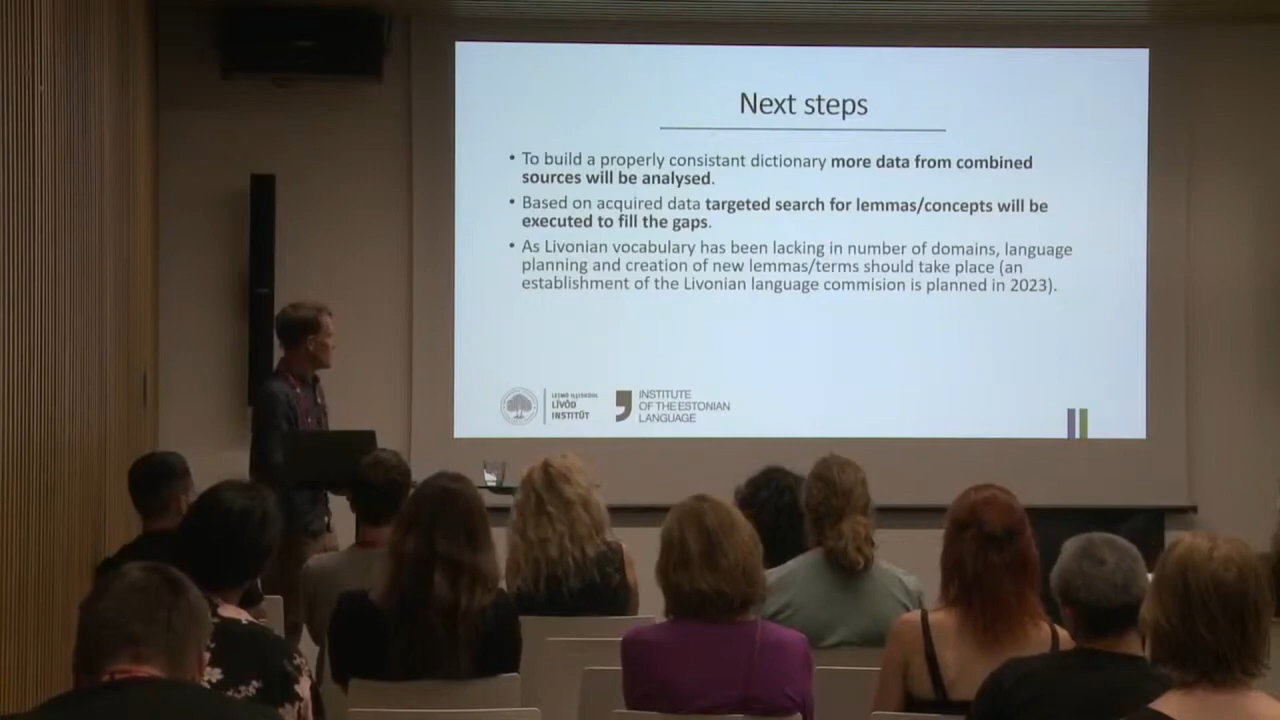 Next steps
• To build a properly consistant dictionary more data from combined
sources will be analysed.
• Based on acquired data targeted search for lemmas/concepts will be
executed to fill the gaps.
• As Livonian vocabulary has been lacking in number of domains, language
planning and creation of new lemmas/terms should take place (an
establishment of the Livonian language commision is planned in 2023).
LĪVÕD
INSTITŪT
INSTITUTE
OF THE ESTONIAN
LANGUAGE